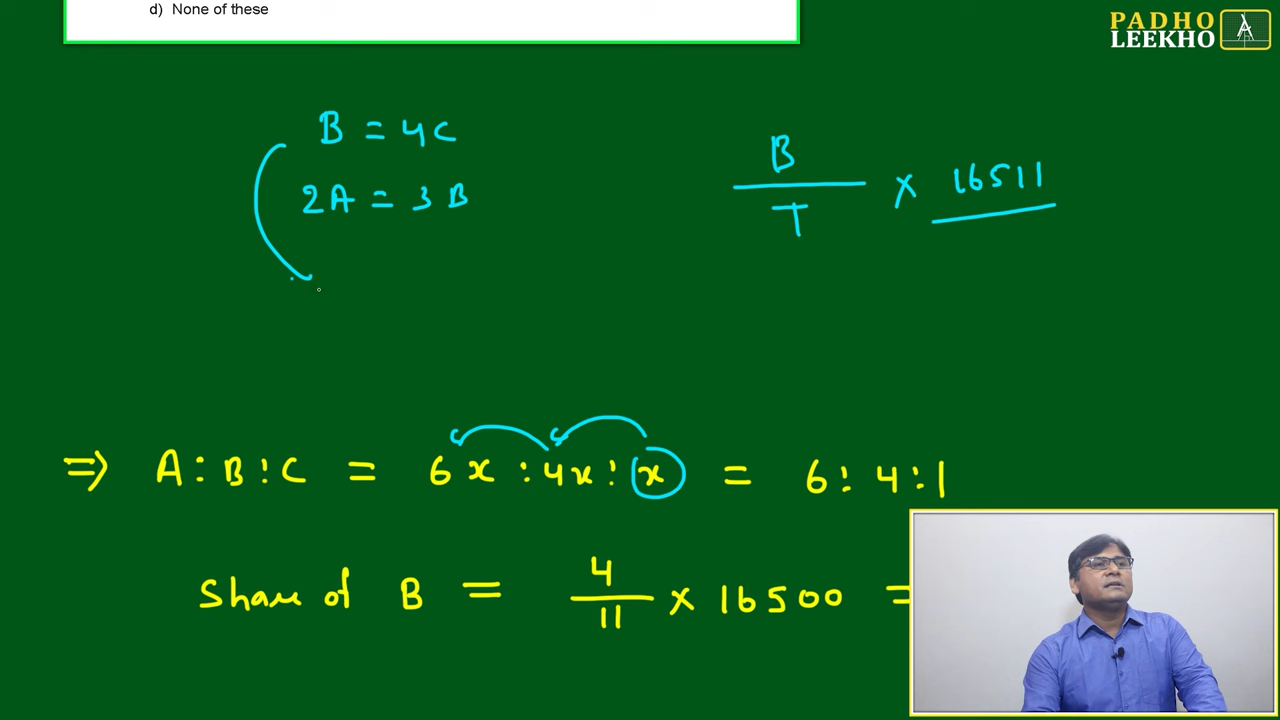 d) None of these
PADHO
LEEKHO
B = 4C
2A = 3B
B
T
× 16511
⇒ A : B : C = 6x : 4x : x = 6 : 4 : 1
Share of B = 4/11 × 16500 =